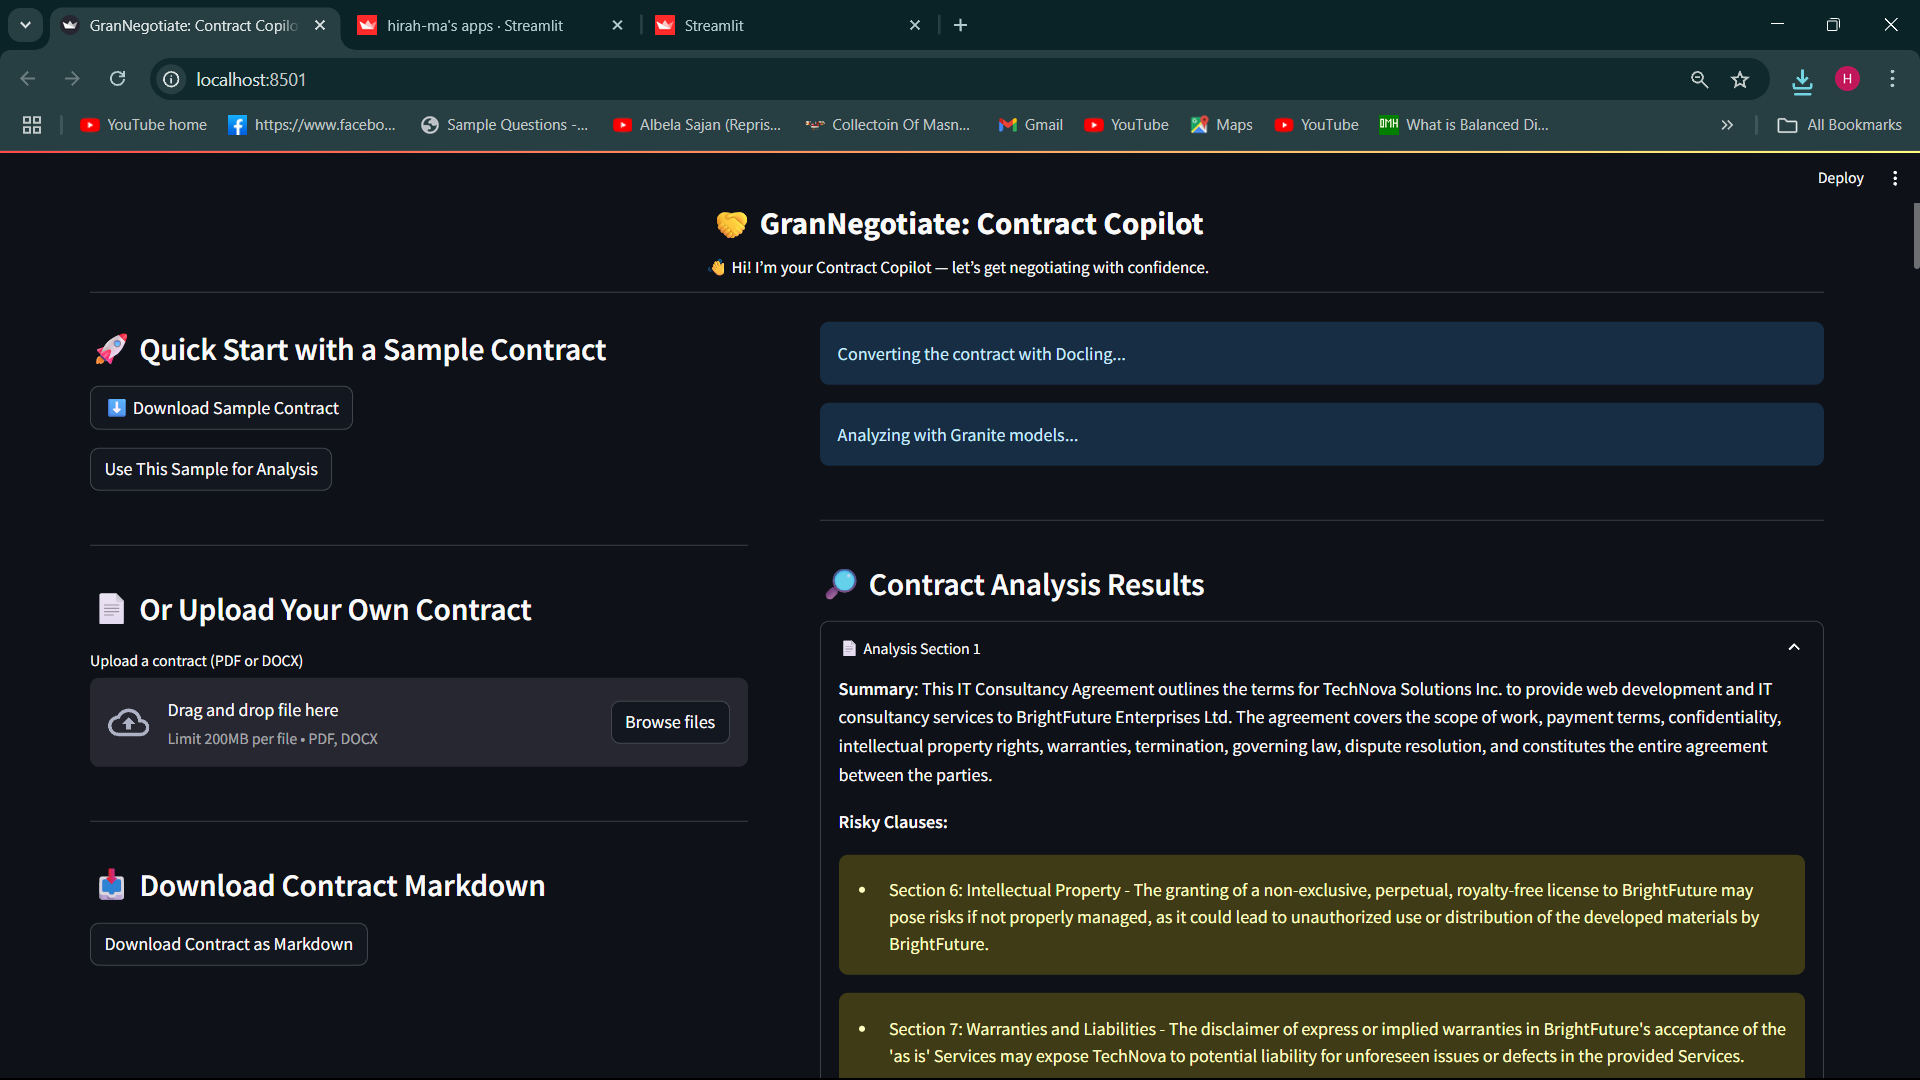 GranNegotiate: Contract Copilo
hirah-ma's apps · Streamlit
Streamlit
localhost:8501
H
YouTube home
https://www.facebo...
Sample Questions -...
Albela Sajan (Repris...
Collectoin Of Masn...
Gmail
YouTube
Maps
YouTube
DMH
What is Balanced Di...
All Bookmarks
Deploy
GranNegotiate: Contract Copilot
Hi! I'm your Contract Copilot — let's get negotiating with confidence.
Quick Start with a Sample Contract
Download Sample Contract
Use This Sample for Analysis
Or Upload Your Own Contract
Upload a contract (PDF or DOCX)
Drag and drop file here
Limit 200MB per file • PDF, DOCX
Browse files
Download Contract Markdown
Download Contract as Markdown
Converting the contract with Docling...
Analyzing with Granite models...
Contract Analysis Results
Analysis Section 1
Summary: This IT Consultancy Agreement outlines the terms for TechNova Solutions Inc. to provide web development and IT
consultancy services to BrightFuture Enterprises Ltd. The agreement covers the scope of work, payment terms, confidentiality,
intellectual property rights, warranties, termination, governing law, dispute resolution, and constitutes the entire agreement
between the parties.
Risky Clauses:
• Section 6: Intellectual Property - The granting of a non-exclusive, perpetual, royalty-free license to BrightFuture may
pose risks if not properly managed, as it could lead to unauthorized use or distribution of the developed materials by
BrightFuture.
• Section 7: Warranties and Liabilities - The disclaimer of express or implied warranties in BrightFuture's acceptance of the
'as is' Services may expose TechNova to potential liability for unforeseen issues or defects in the provided Services.